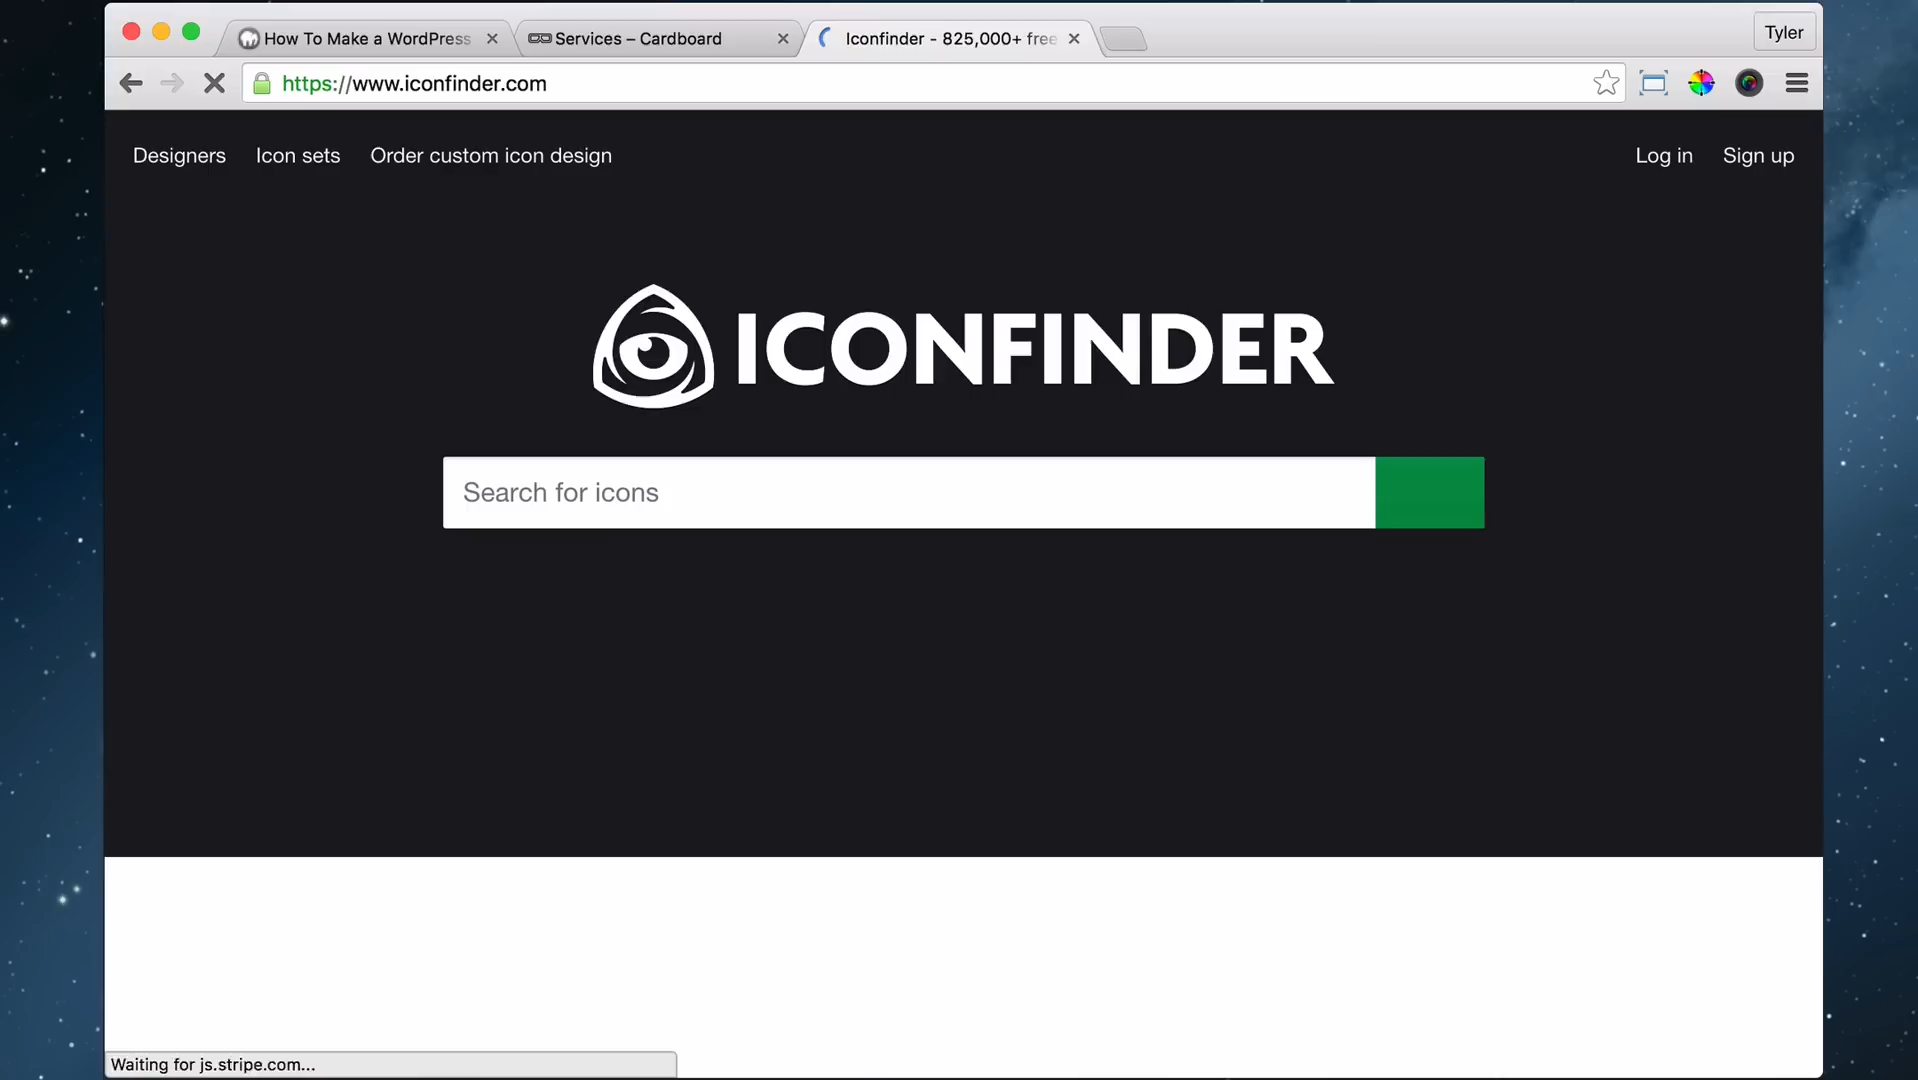 How To Make a WordPress
Services – Cardboard
Iconfinder - 825,000+ free
Tyler
https://www.iconfinder.com
Designers
Icon sets
Order custom icon design
Log in
Sign up
ICONFINDER
Search for icons
Waiting for js.stripe.com...